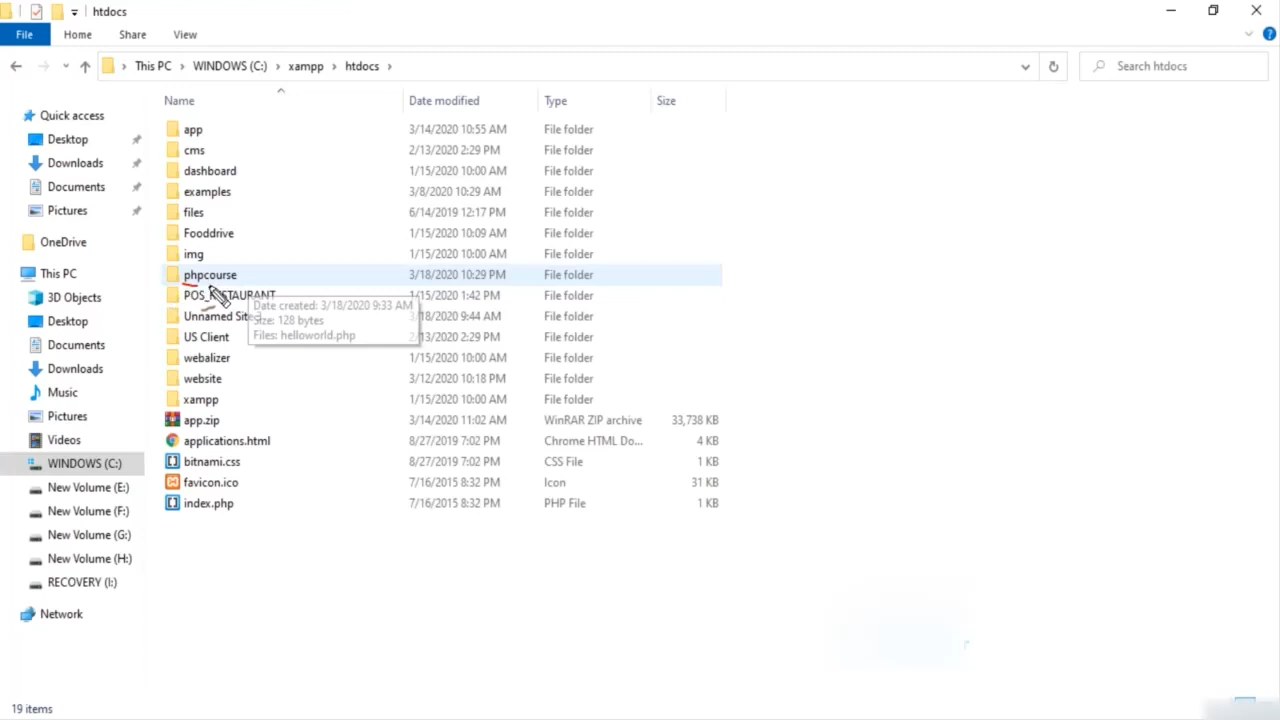 htdocs
File Home Share View
This PC WINDOWS (C:) xampp htdocs Search htdocs
Name Date modified Type Size
Quick access
Desktop
Downloads
Documents
Pictures
OneDrive
This PC
3D Objects
Desktop
Documents
Downloads
Music
Pictures
Videos
WINDOWS (C:)
New Volume (E:)
New Volume (F:)
New Volume (G:)
New Volume (H:)
RECOVERY (I:)
Network
app 3/14/2020 10:55 AM File folder
cms 2/13/2020 2:29 PM File folder
dashboard 1/15/2020 10:00 AM File folder
examples 3/8/2020 10:29 AM File folder
files 6/14/2019 12:17 PM File folder
Fooddrive 1/15/2020 10:09 AM File folder
img 1/15/2020 10:00 AM File folder
phpcourse 3/18/2020 10:29 PM File folder
1/15/2020 1:42 PM File folder
Unnamed Site 9:44 AM File folder
US Client 2:29 PM File folder
webalizer 1/15/2020 10:00 AM File folder
website 3/12/2020 10:18 PM File folder
xampp 1/15/2020 10:00 AM File folder
app.zip 3/14/2020 11:02 AM WinRAR ZIP archive 33,738 KB
applications.html 8/27/2019 7:02 PM Chrome HTML Do... 4 KB
bitnami.css 8/27/2019 7:02 PM CSS File 1 KB
favicon.ico 7/16/2015 8:32 PM Icon 31 KB
index.php 7/16/2015 8:32 PM PHP File 1 KB
Date created: 3/18/2020 9:33 AM
Size: 128 bytes
Files: helloworld.php
19 items